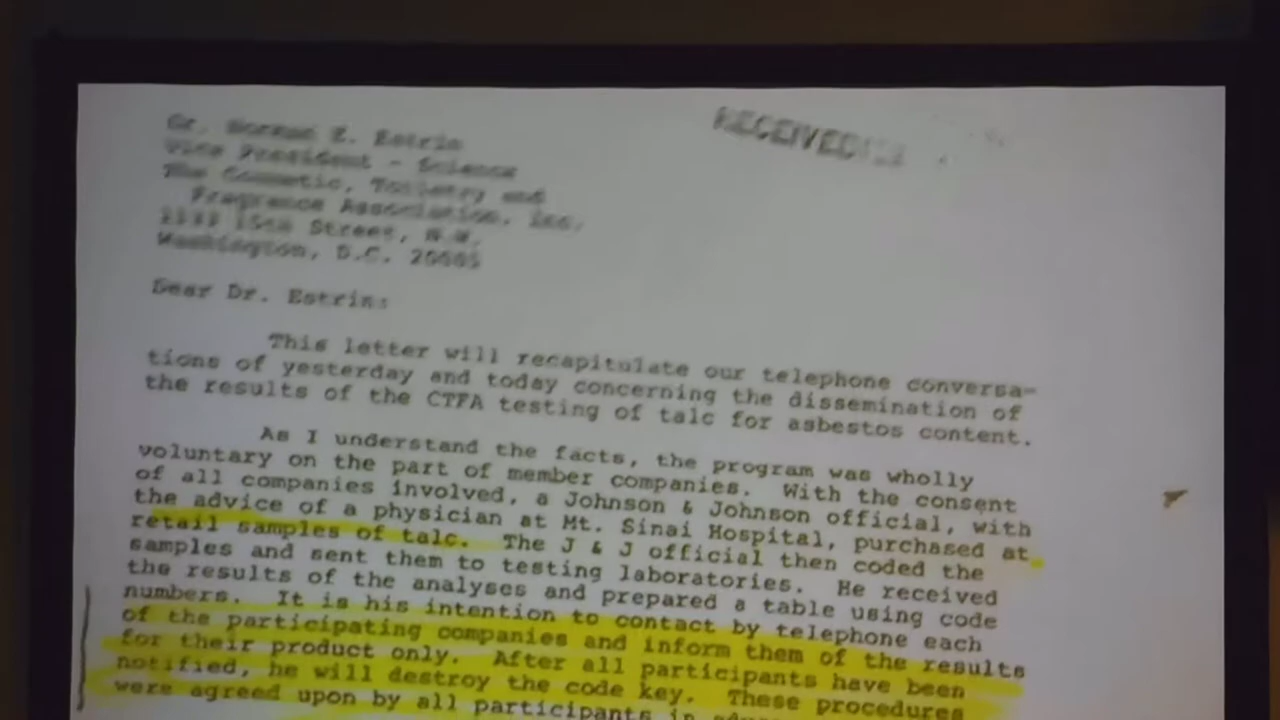 Dr. Norman F. Estrin
Vice President - Science
The Cosmetic, Toiletry and
Fragrance Association, Inc.
Street, N.W.
Washington, D.C. 20005
RECEIVED
Dear Dr. Estrin:
This letter will recapitulate our telephone conversa-
tions of yesterday and today concerning the dissemination of
the results of the CTFA testing of talc for asbestos content.
As I understand the facts, the program was wholly
voluntary on the part of member companies. With the consent
of all companies involved, a Johnson & Johnson official, with
the advice of a physician at Mt. Sinai Hospital, purchased at
retail samples of talc. The J & J official then coded the
samples and sent them to testing laboratories. He received
the results of the analyses and prepared a table using code
numbers. It is his intention to contact by telephone each
of the participating companies and inform them of the results
for their product only. After all participants have been
notified, he will destroy the code key. These procedures
were agreed upon by all participants in